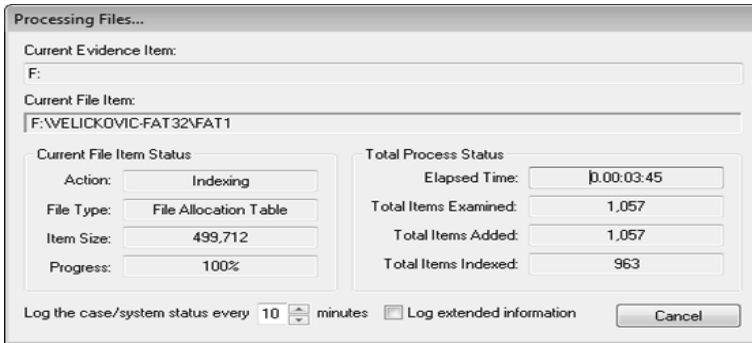 Processing Files...
Current Evidence Item:
F:
Current File Item:
F:\VELICKOVIC-FAT32\FAT1
Current File Item Status
Action: Indexing
File Type: File Allocation Table
Item Size: 499,712
Progress: 100%
Total Process Status
Elapsed Time: 0.00:03:45
Total Items Examined: 1,057
Total Items Added: 1,057
Total Items Indexed: 963
Log the case/system status every 10 minutes Log extended information Cancel